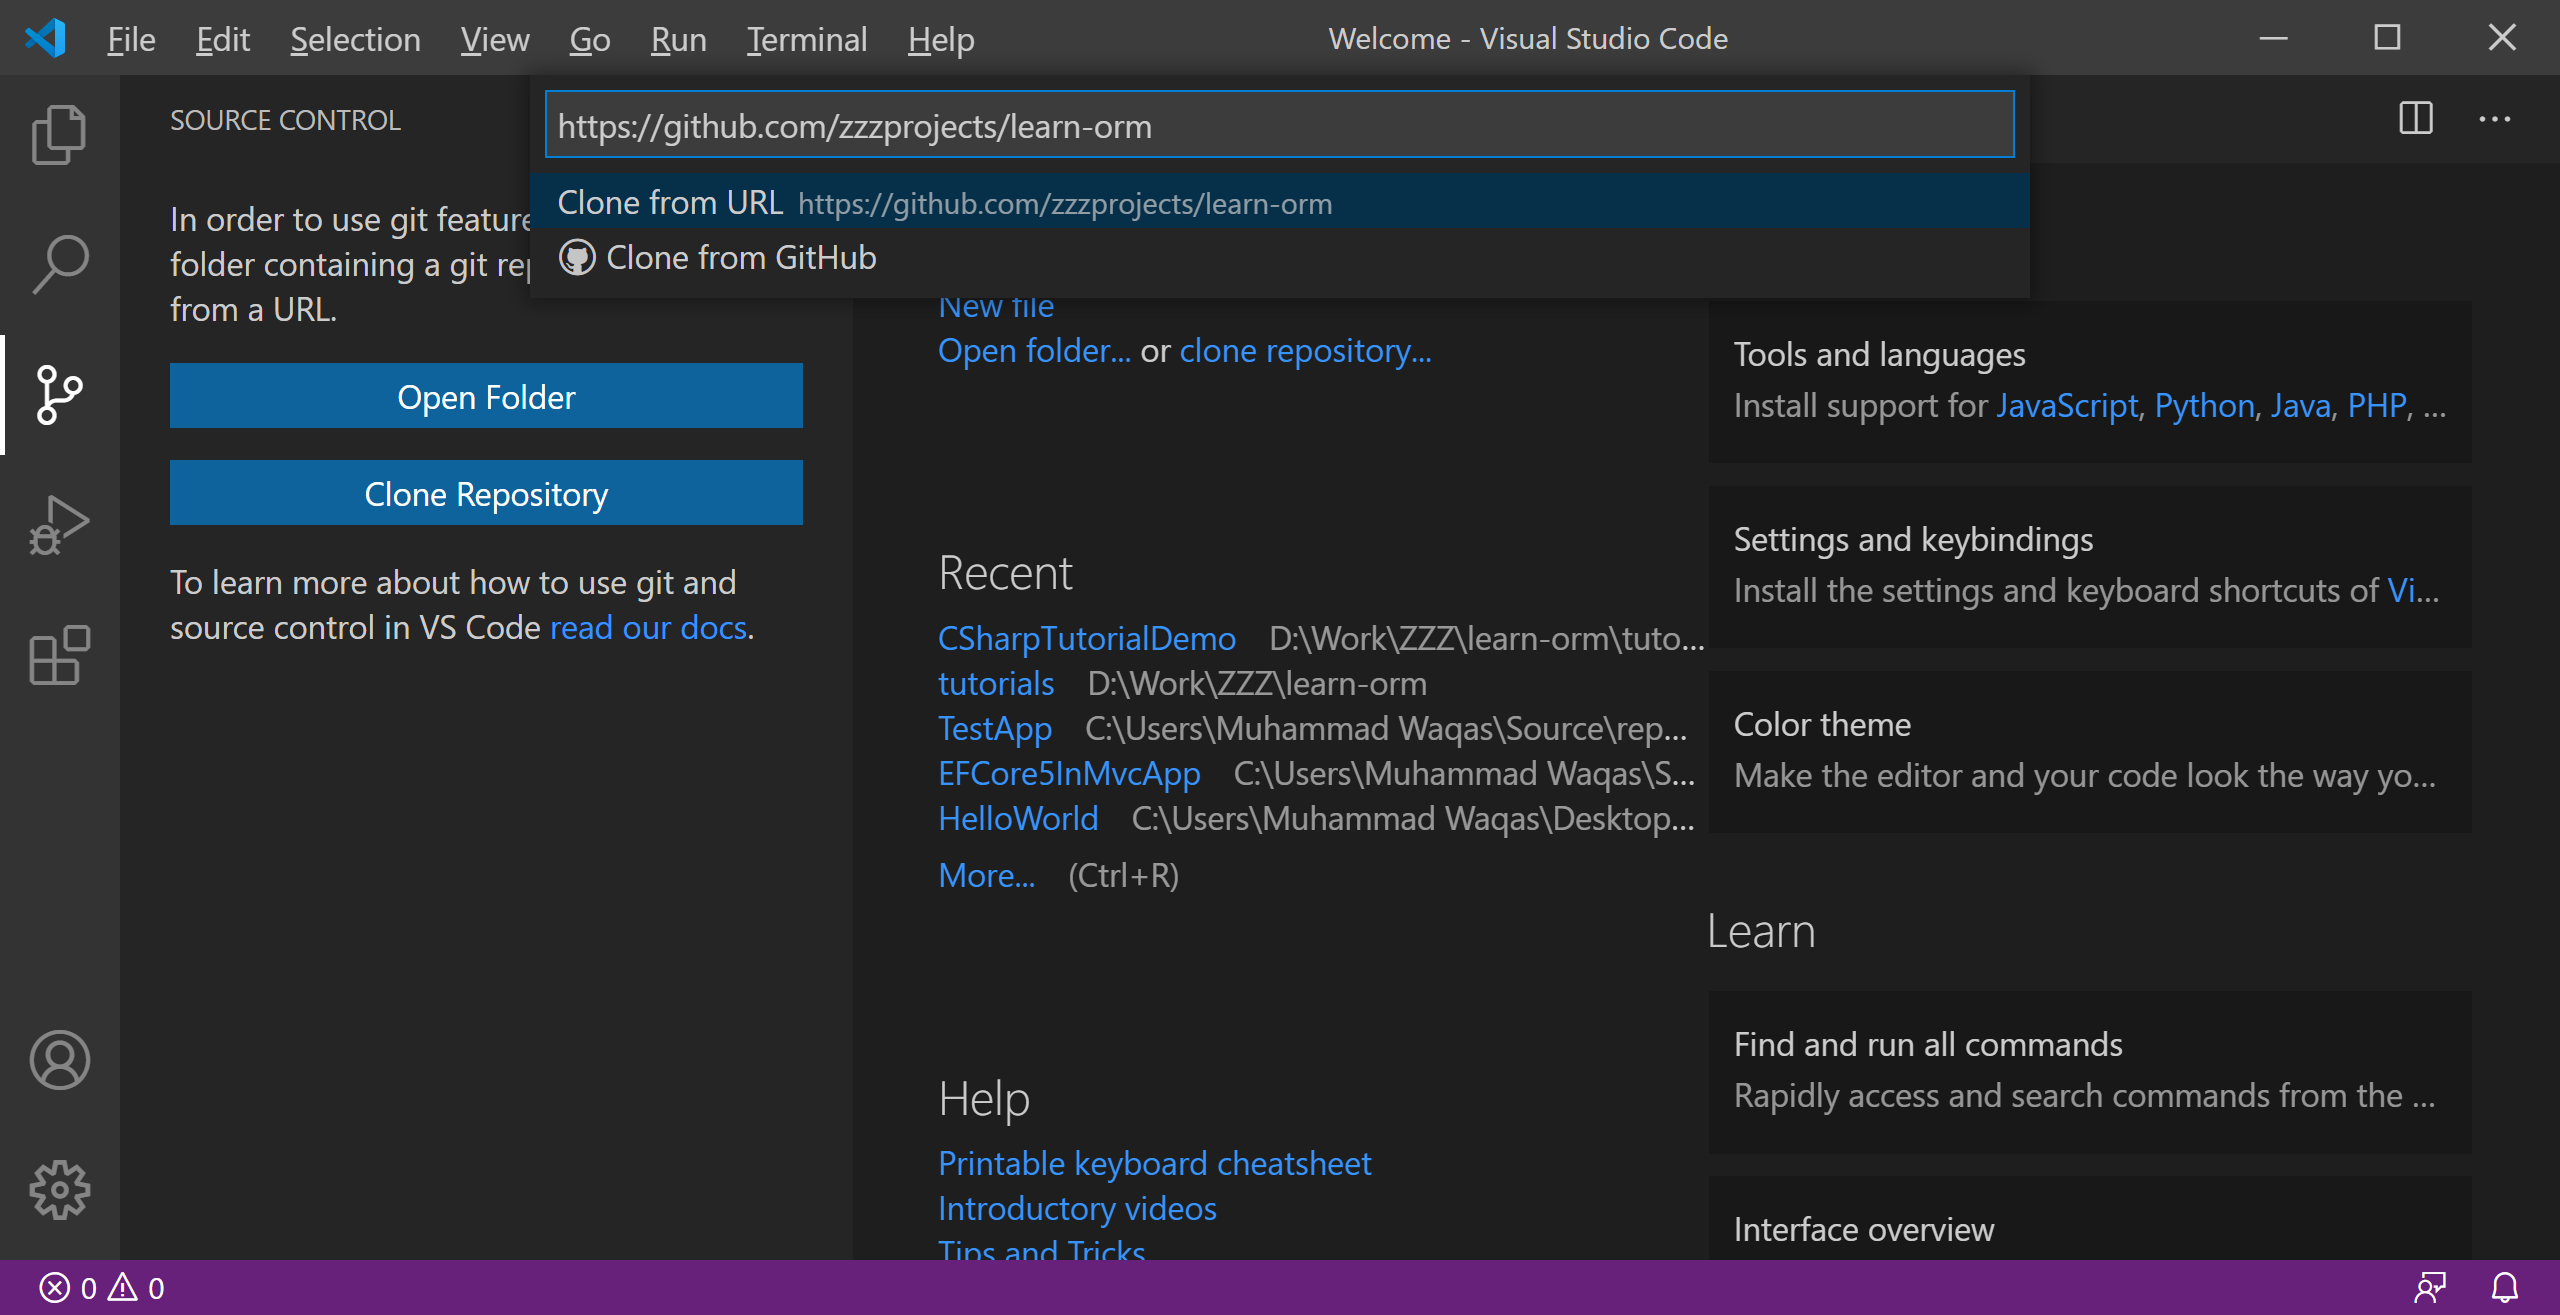 File Edit Selection View Go Run Terminal Help Welcome - Visual Studio Code
SOURCE CONTROL
https://github.com/zzzprojects/learn-orm
Clone from URL https://github.com/zzzprojects/learn-orm
Clone from GitHub
In order to use git
folder containing a git
from a URL.
Open Folder
Clone Repository
To learn more about how to use git and
source control in VS Code read our docs.
New file
Open folder... or clone repository...
Recent
CSharpTutorialDemo D:\Work\ZZZ\learn-orm\tuto...
tutorials D:\Work\ZZZ\learn-orm
TestApp C:\Users\Muhammad Waqas\Source\rep...
EFCore5InMvcApp C:\Users\Muhammad Waqas\S...
HelloWorld C:\Users\Muhammad Waqas\Desktop...
More... (Ctrl+R)
Help
Printable keyboard cheatsheet
Introductory videos
Tips and Tricks
Tools and languages
Install support for JavaScript, Python, Java, PHP, ...
Settings and keybindings
Install the settings and keyboard shortcuts of Vi...
Color theme
Make the editor and your code look the way yo...
Learn
Find and run all commands
Rapidly access and search commands from the ...
Interface overview
0 0